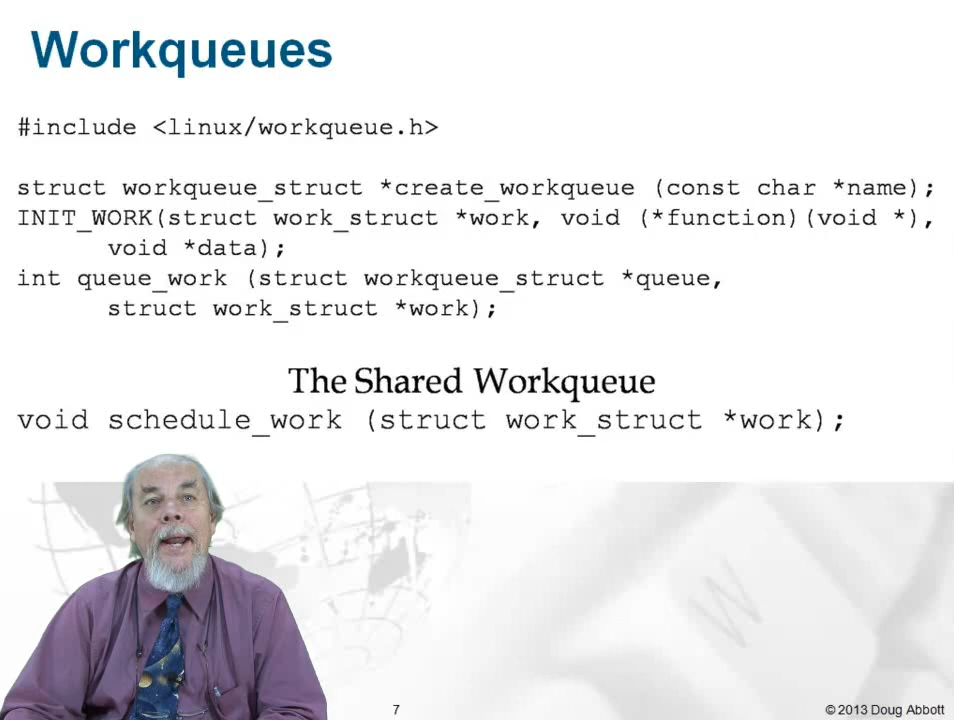 Workqueues
#include <linux/workqueue.h>
struct workqueue_struct *create_workqueue (const char *name);
INIT_WORK(struct work_struct *work, void (*function)(void *),
void *data);
int queue_work (struct workqueue_struct *queue,
struct work_struct *work);
The Shared Workqueue
void schedule_work (struct work_struct *work);
W
7
© 2013 Doug Abbott